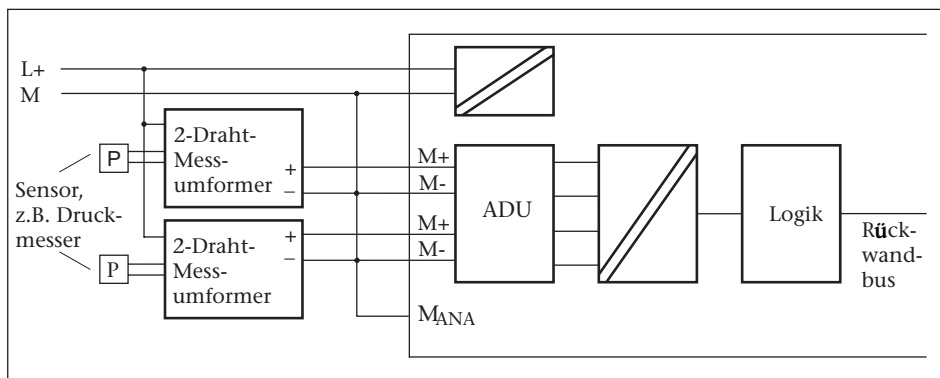 L+
M
P
2-Draht-
Mess-
umformer
+
–
Sensor,
z.B. Druck-
messer
P
2-Draht-
Mess-
umformer
+
–
M+
M-
M+
M-
MANA
ADU
Logik
Rück-
wand-
bus